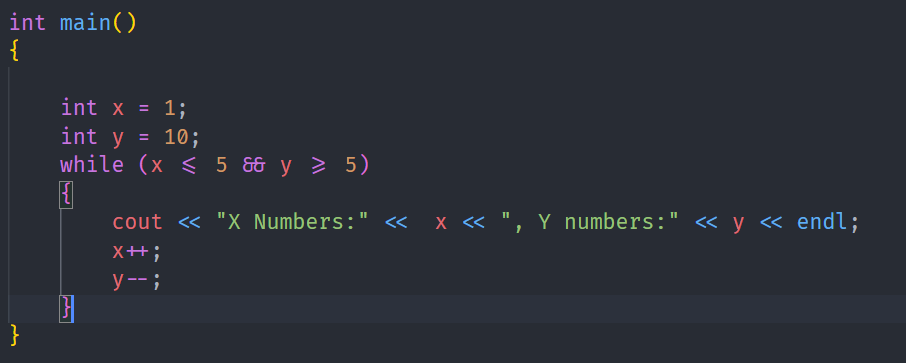 int main()
{
int x = 1;
int y = 10;
while (x <= 5 && y >= 5)
{
cout << "X Numbers:" <<  x << ", Y numbers:" << y << endl;
x++;
y--;
}
}